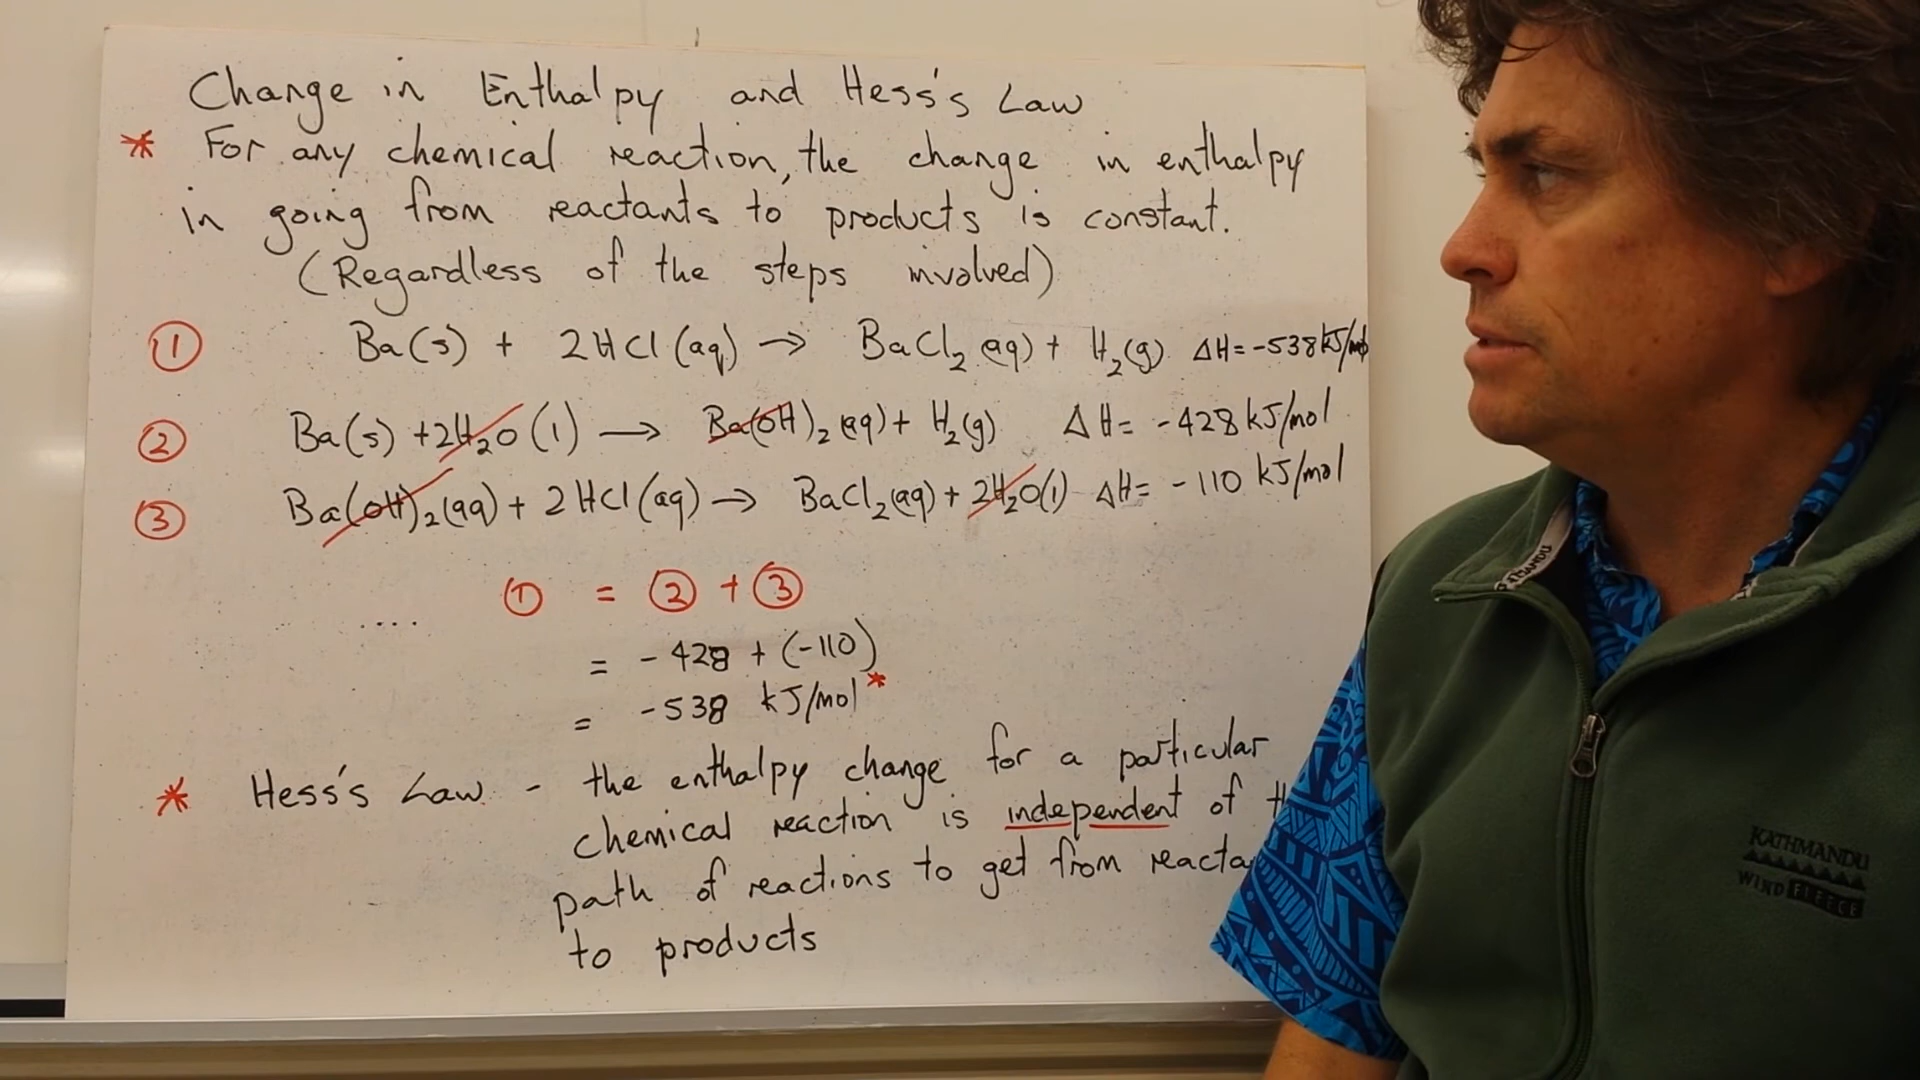 Change in Enthalpy and Hess's Law
* For any chemical reaction, the change in enthalpy
in going from reactants to products is constant.
(Regardless of the steps involved)
① Ba(s) + 2HCl(aq) → BaCl₂(aq) + H₂(g) ΔH = -538 kJ/mol
② Ba(s) + 2H₂O(l) → Ba(OH)₂(aq) + H₂(g) ΔH = -428 kJ/mol
③ Ba(OH)₂(aq) + 2HCl(aq) → BaCl₂(aq) + 2H₂O(l) ΔH = -110 kJ/mol
① = ② + ③
....
= -428 + (-110)
= -538 kJ/mol *
* Hess's Law - the enthalpy change for a particular
chemical reaction is independent of th
path of reactions to get from reacta
to products
KATHMANDU
WINDFLEECE